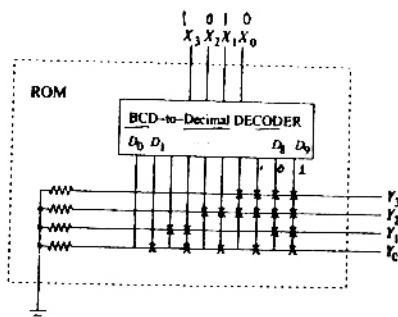 1 0 1 0
X3 X2 X1 X0
ROM
BCD-to-Decimal DECODER
D0 D1 D8 D9
0 1
Y3
Y2
Y1
Y0